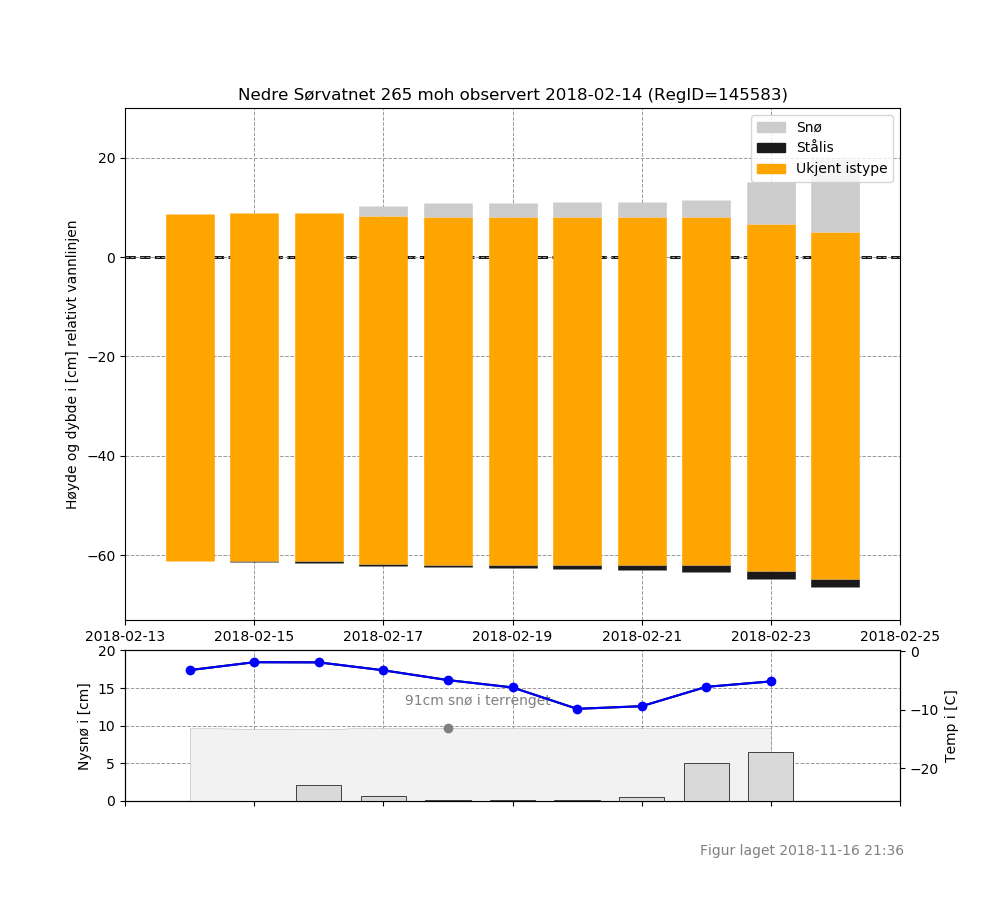 Nedre Sørvatnet 265 moh observert 2018-02-14 (RegID=145583)
Snø
Stålis
Ukjent istype
Høyde og dybde i [cm] relativt vannlinjen
20
0
−20
−40
−60
2018-02-13 2018-02-15 2018-02-17 2018-02-19 2018-02-21 2018-02-23 2018-02-25
Nysnø i [cm]
20
15
10
5
0
91cm snø i terrenget
0
−10
−20
Temp i [C]
Figur laget 2018-11-16 21:36